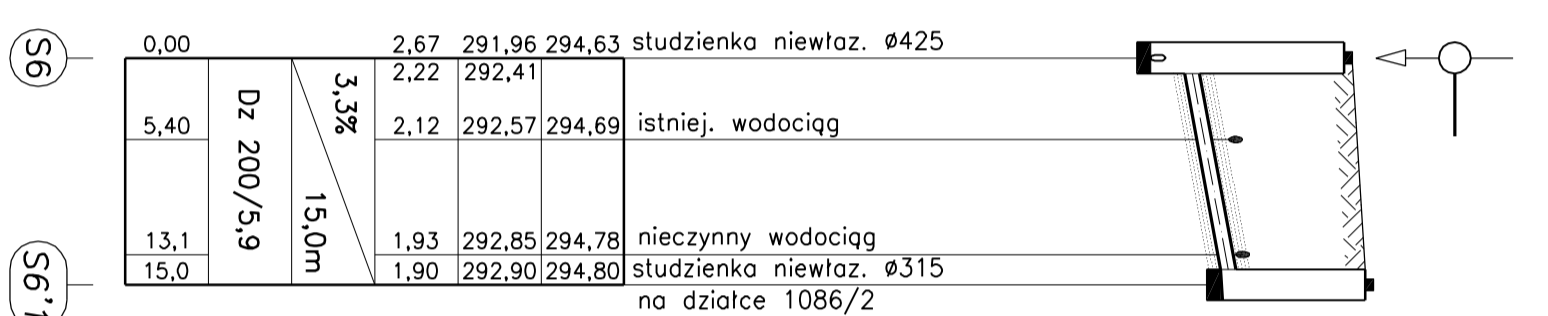 S6
0,00 2,67 291,96 294,63 studzienka niewłaz. Ø425
2,22 292,41
3,3%
Dz 200/5,9
15,0m
5,40 2,12 292,57 294,69 istniej. wodociąg
13,1 1,93 292,85 294,78 nieczynny wodociąg
15,0 1,90 292,90 294,80 studzienka niewłaz. Ø315
na działce 1086/2
S6'1